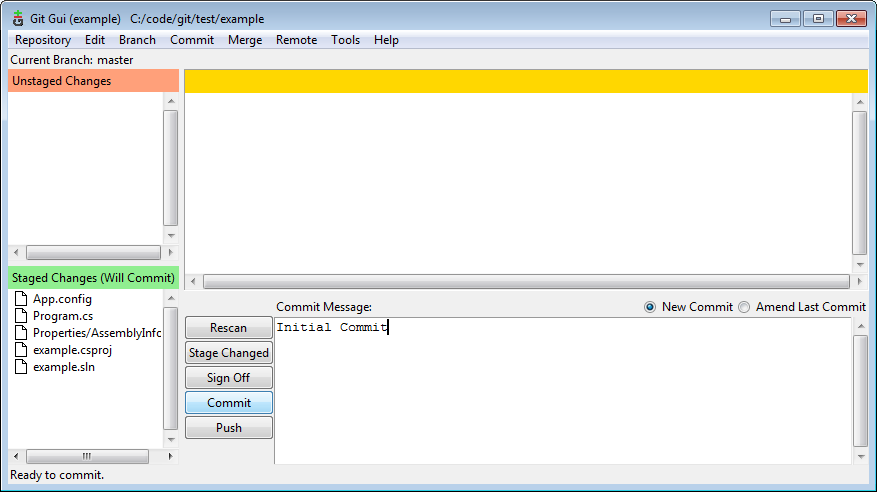 Git Gui (example) C:/code/git/test/example
Repository Edit Branch Commit Merge Remote Tools Help
Current Branch: master
Unstaged Changes
Staged Changes (Will Commit)
App.config
Program.cs
Properties/AssemblyInfo
example.csproj
example.sln
Commit Message:
New Commit
Amend Last Commit
Initial Commit
Rescan
Stage Changed
Sign Off
Commit
Push
Ready to commit.